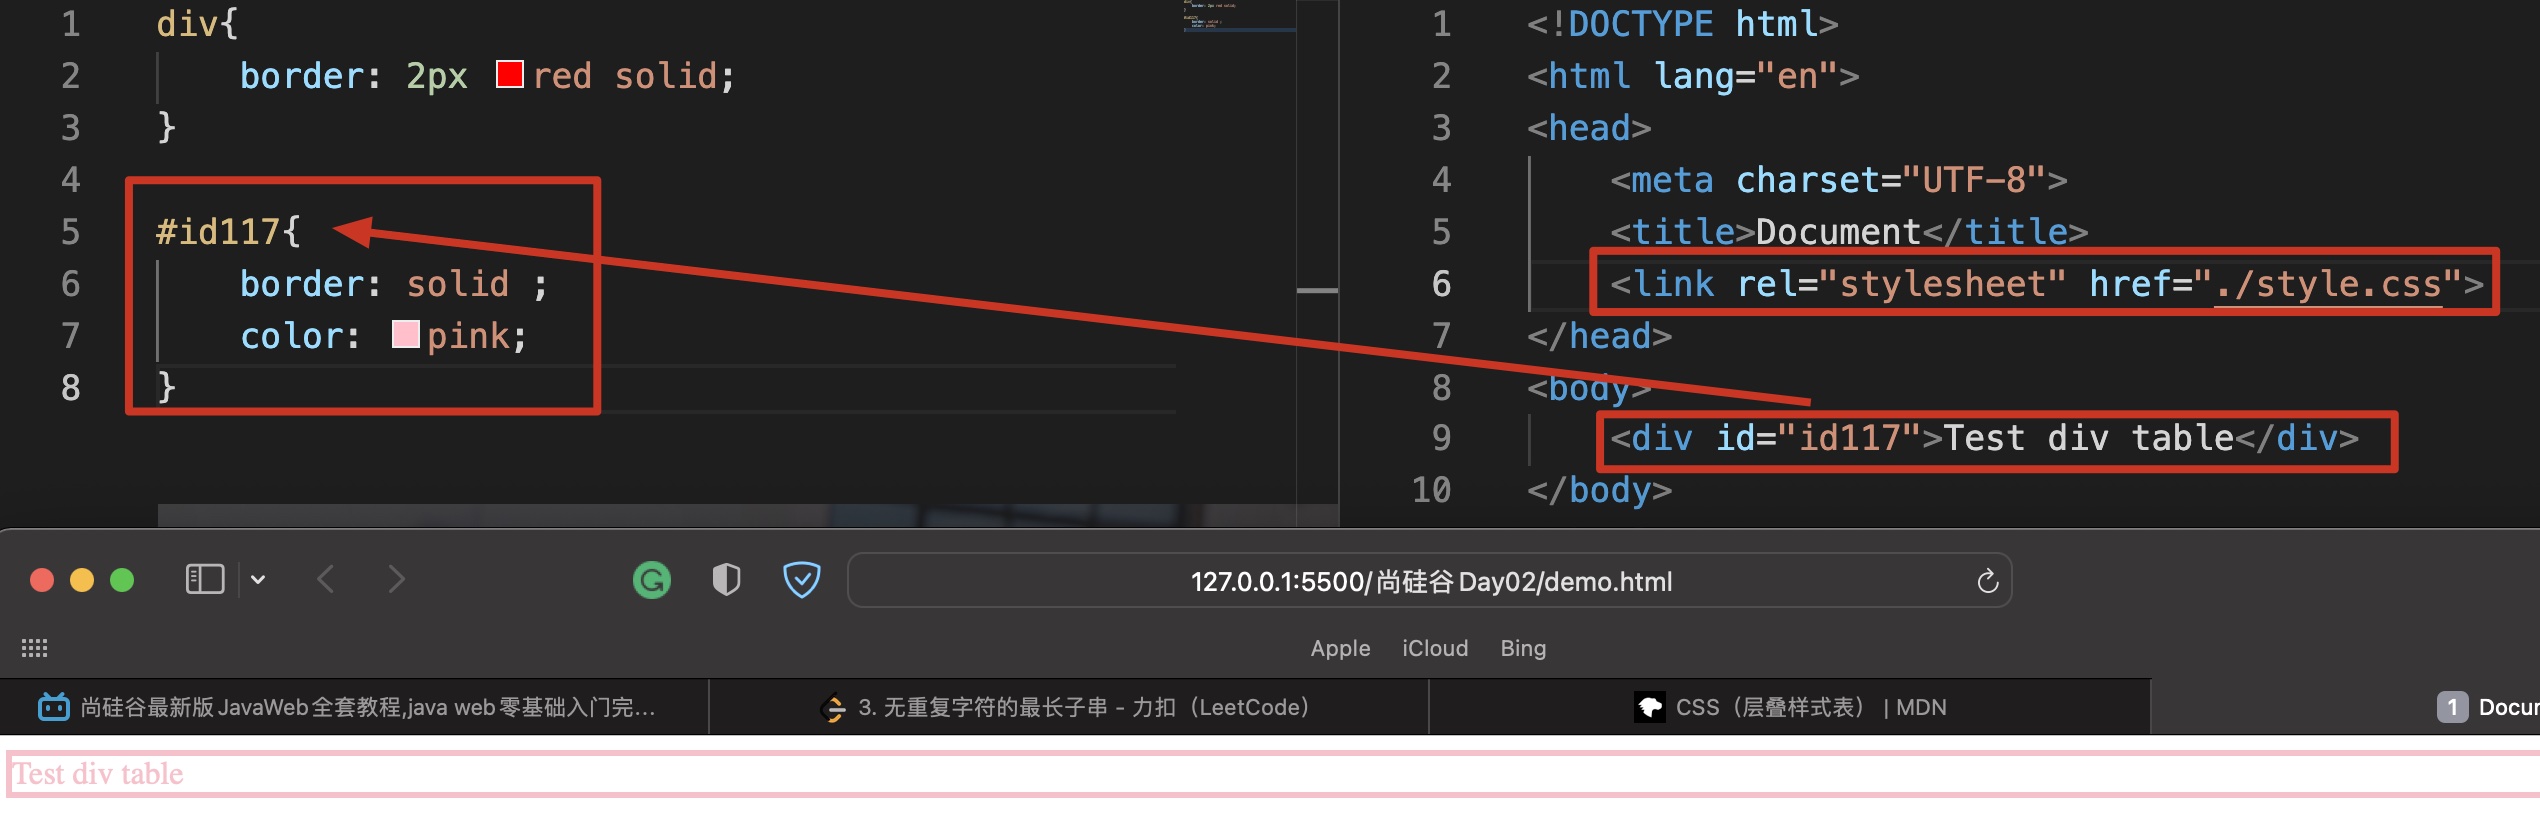 1 div{
2 border: 2px red solid;
3 }
4
5 #id117{
6 border: solid ;
7 color: pink;
8 }
1 <!DOCTYPE html>
2 <html lang="en">
3 <head>
4 <meta charset="UTF-8">
5 <title>Document</title>
6 <link rel="stylesheet" href="./style.css">
7 </head>
8 <body>
9 <div id="id117">Test div table</div>
10 </body>
127.0.0.1:5500/尚硅谷Day02/demo.html
Apple iCloud Bing
尚硅谷最新版JavaWeb全套教程,java web零基础入门完...
3. 无重复字符的最长子串 - 力扣（LeetCode）
CSS（层叠样式表） | MDN
1 Docum
Test div table